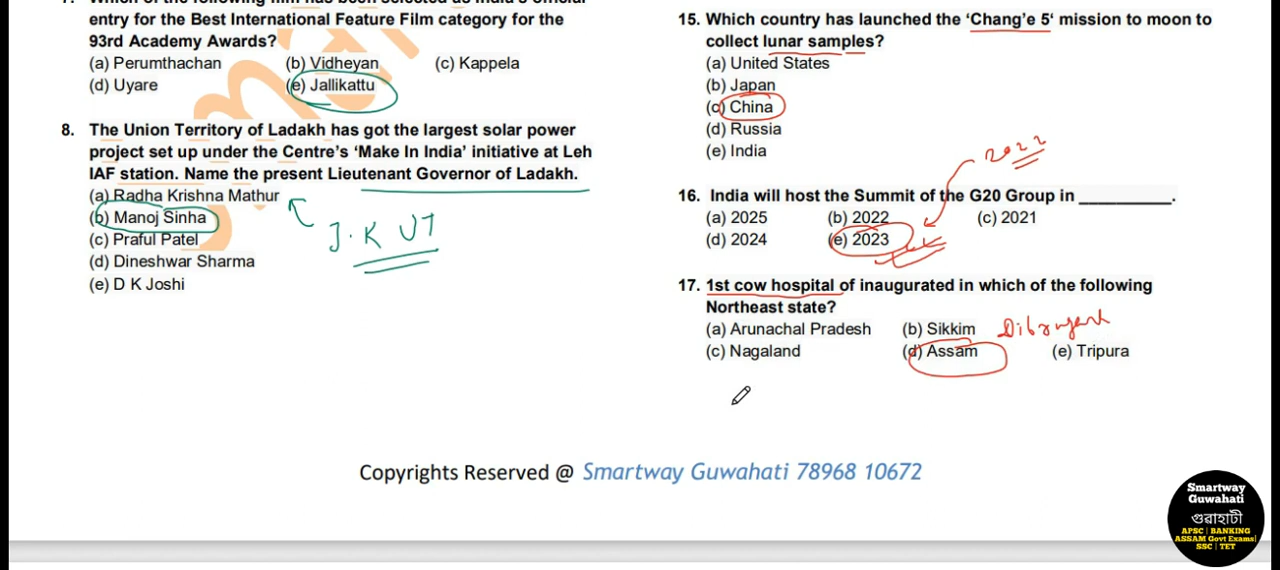 entry for the Best International Feature Film category for the
93rd Academy Awards?
(a) Perumthachan (b) Vidheyan (c) Kappela
(d) Uyare (e) Jallikattu
8. The Union Territory of Ladakh has got the largest solar power
project set up under the Centre's 'Make In India' initiative at Leh
IAF station. Name the present Lieutenant Governor of Ladakh.
(a) Radha Krishna Mathur
(b) Manoj Sinha
J.K UT
(c) Praful Patel
(d) Dineshwar Sharma
(e) D K Joshi
15. Which country has launched the 'Chang'e 5' mission to moon to
collect lunar samples?
(a) United States
(b) Japan
(c) China
(d) Russia
(e) India
2022
16. India will host the Summit of the G20 Group in __________.
(a) 2025 (b) 2022 (c) 2021
(d) 2024 (e) 2023
17. 1st cow hospital of inaugurated in which of the following
Northeast state?
(a) Arunachal Pradesh (b) Sikkim
(c) Nagaland (d) Assam (e) Tripura
Copyrights Reserved @ Smartway Guwahati 78968 10672
Smartway
Guwahati
গুৱাহাটী
APSC | BANKING
ASSAM Govt Exams|
SSC | TET